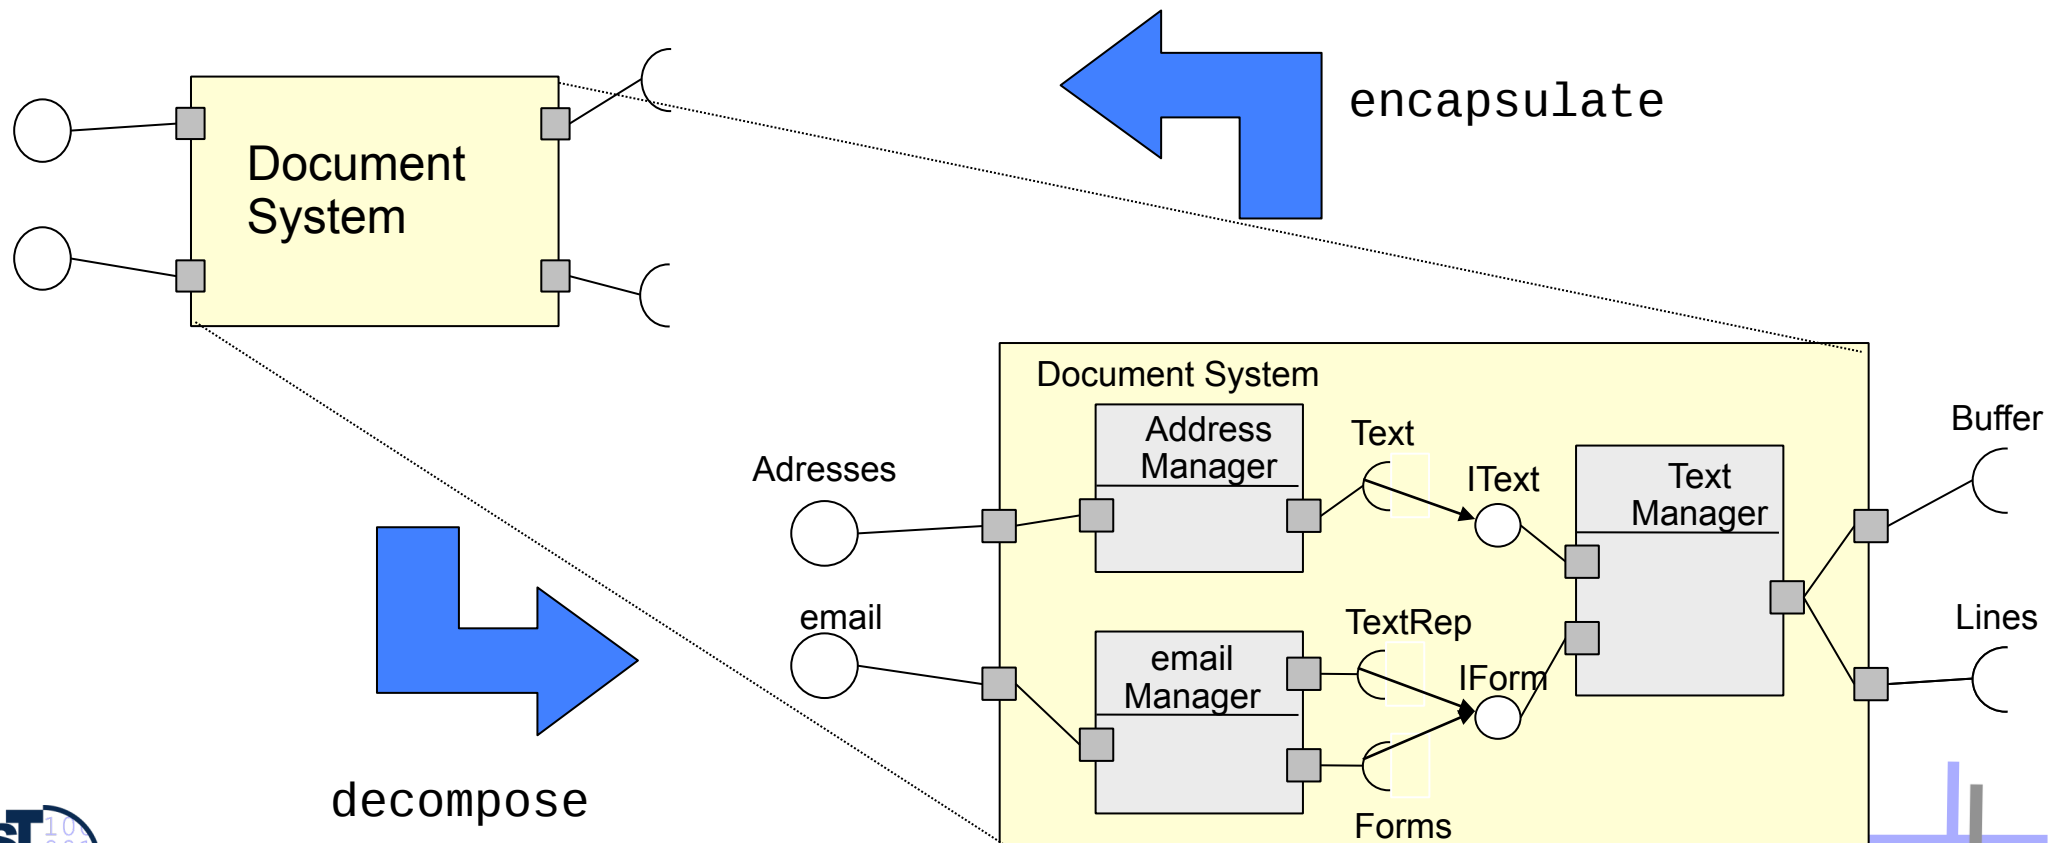 encapsulate
Document
System
Document System
Address
Manager
Text
IText
Text
Manager
Buffer
Adresses
email
TextRep
IForm
email
Manager
Lines
Forms
decompose
ST